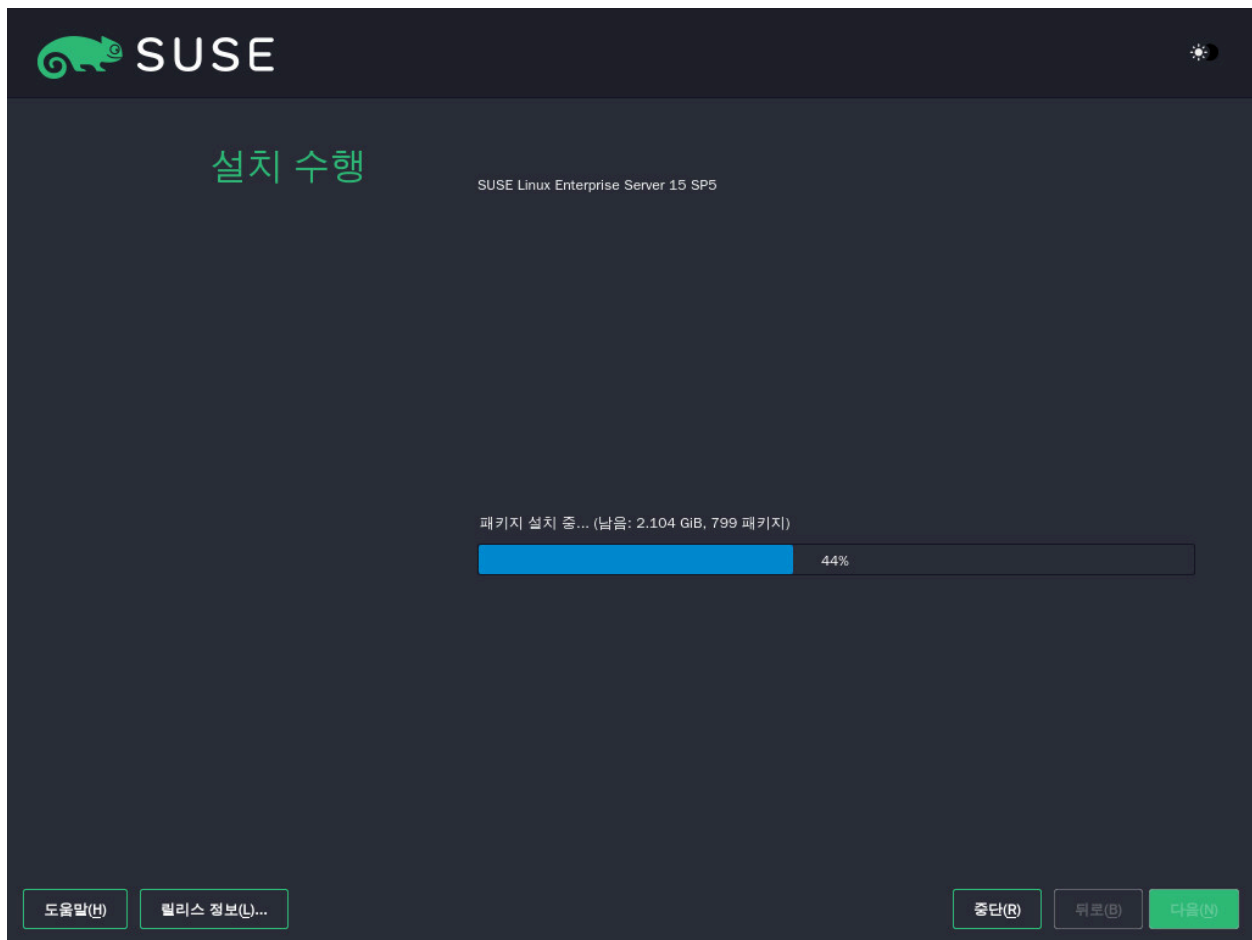 SUSE
설치 수행
SUSE Linux Enterprise Server 15 SP5
패키지 설치 중... (남음: 2.104 GiB, 799 패키지)
44%
도움말(H) 릴리스 정보(L)... 중단(R) 뒤로(B) 다음(N)